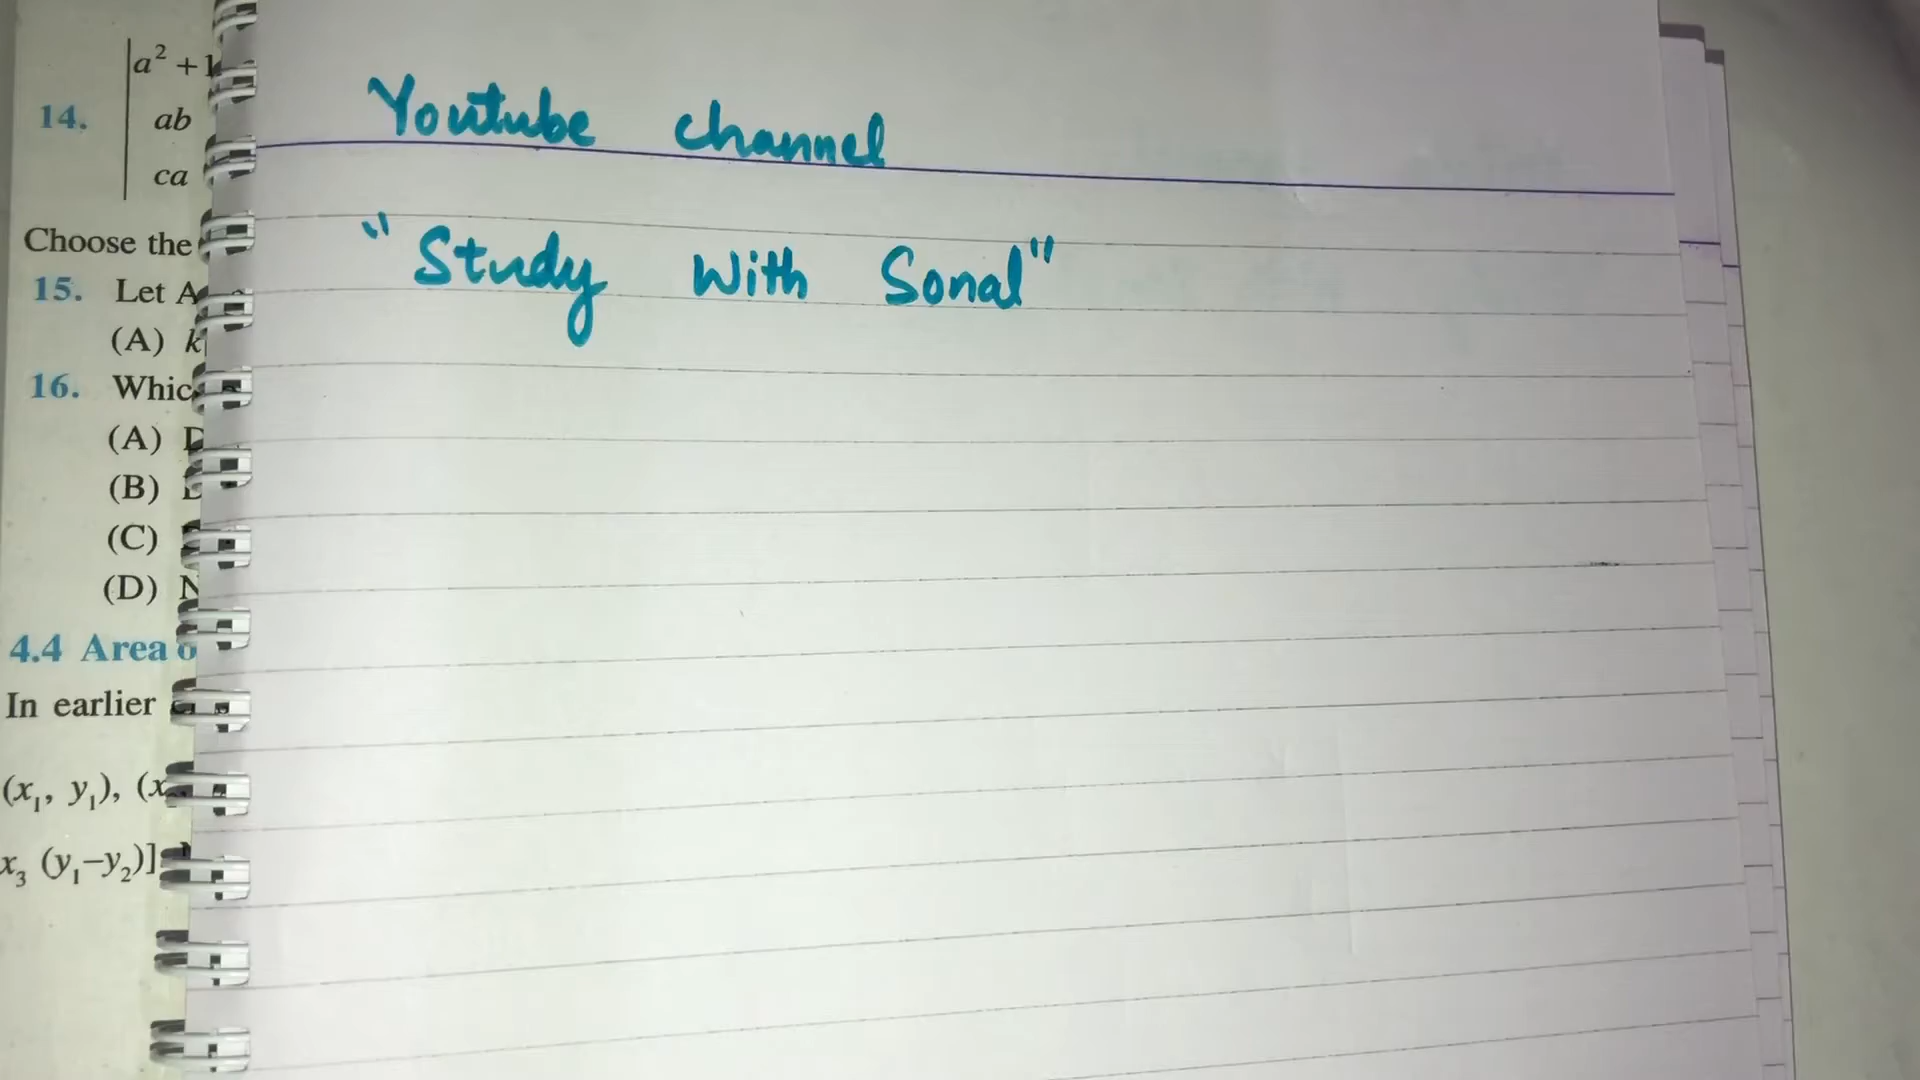 a² + 1
14. ab
ca
Youtube channel
"Study With Sonal"
Choose the
15. Let A
(A) k
16. Whic
(A) D
(B)
(C)
(D) N
4.4 Area o
In earlier
(x₁, y₁), (x
x₃ (y₁–y₂)]